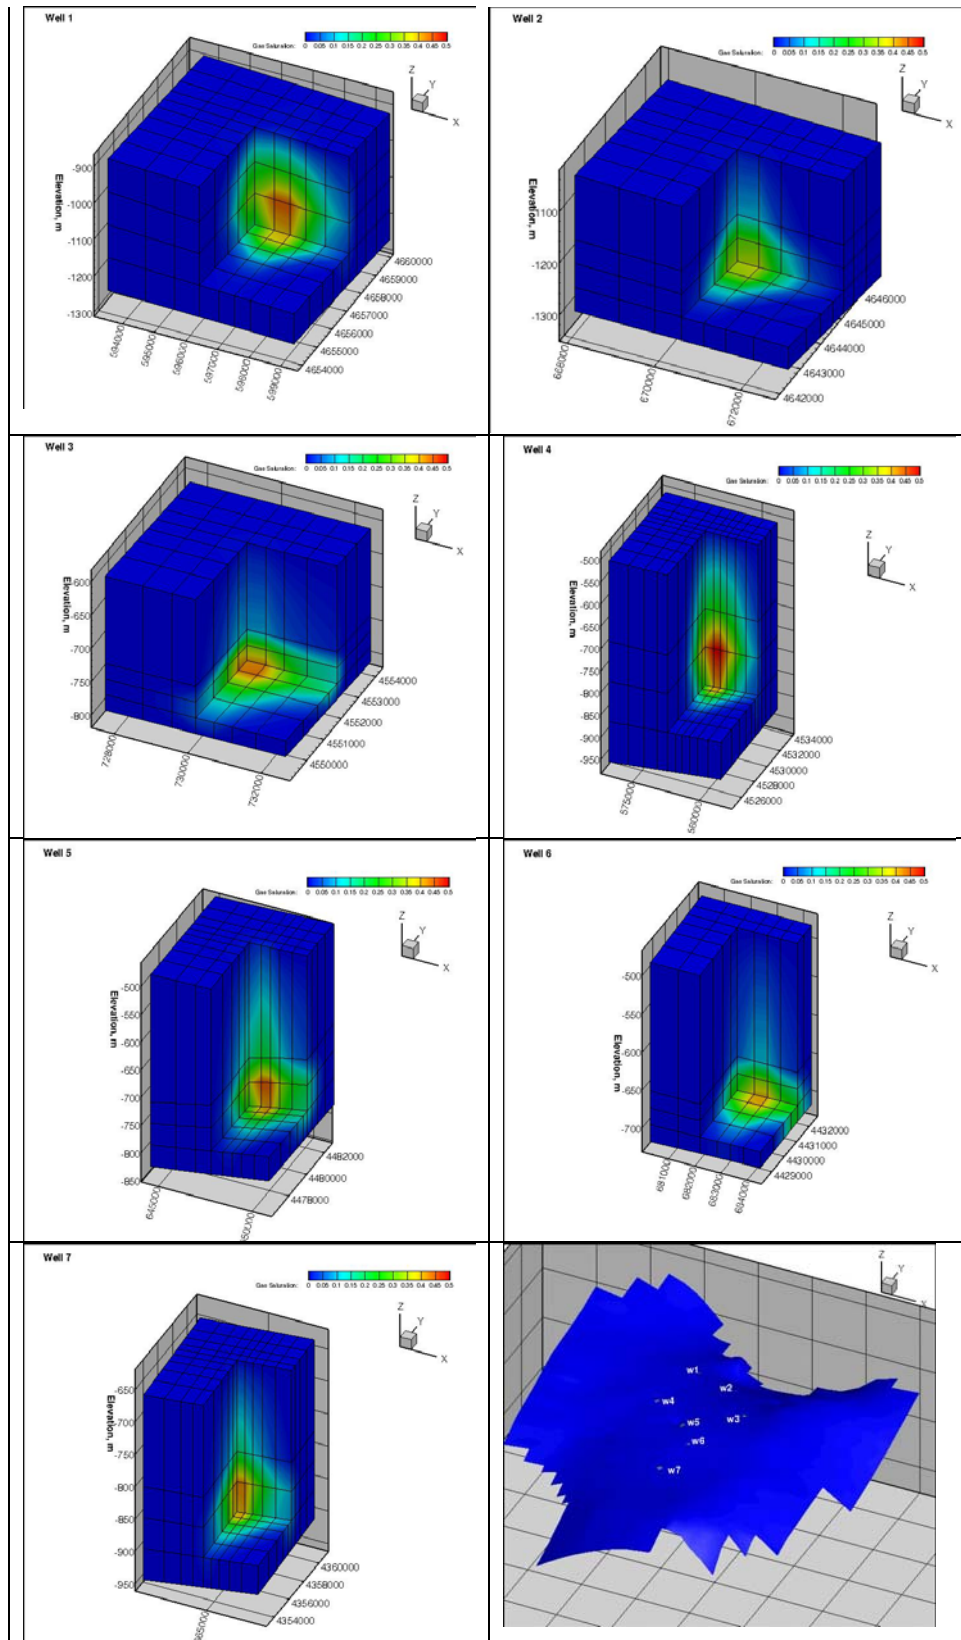 Well 1
Gas Saturation: 0 0.05 0.1 0.15 0.2 0.25 0.3 0.35 0.4 0.45 0.5
Z
Y
X
Elevation, m
-900
-1000
-1100
-1200
-1300
594000
595000
596000
597000
598000
599000
4654000
4655000
4656000
4657000
4658000
4659000
4660000
Well 2
Gas Saturation: 0 0.05 0.1 0.15 0.2 0.25 0.3 0.35 0.4 0.45 0.5
Z
Y
X
Elevation, m
-1100
-1200
-1300
668000
670000
672000
4642000
4643000
4644000
4645000
4646000
Well 3
Gas Saturation: 0 0.05 0.1 0.15 0.2 0.25 0.3 0.35 0.4 0.45 0.5
Z
Y
X
Elevation, m
-600
-650
-700
-750
-800
728000
730000
732000
4550000
4551000
4552000
4553000
4554000
Well 4
Gas Saturation: 0 0.05 0.1 0.15 0.2 0.25 0.3 0.35 0.4 0.45 0.5
Z
Y
X
Elevation, m
-500
-550
-600
-650
-700
-750
-800
-850
-900
-950
575000
580000
4526000
4528000
4530000
4532000
4534000
Well 5
Gas Saturation: 0 0.05 0.1 0.15 0.2 0.25 0.3 0.35 0.4 0.45 0.5
Z
Y
X
Elevation, m
-500
-550
-600
-650
-700
-750
-800
-850
645000
50000
4478000
4480000
4482000
Well 6
Gas Saturation: 0 0.05 0.1 0.15 0.2 0.25 0.3 0.35 0.4 0.45 0.5
Z
Y
X
Elevation, m
-500
-550
-600
-650
-700
681000
682000
683000
684000
4429000
4430000
4431000
4432000
Well 7
Gas Saturation: 0 0.05 0.1 0.15 0.2 0.25 0.3 0.35 0.4 0.45 0.5
Z
Y
X
Elevation, m
-650
-700
-750
-800
-850
-900
-950
65000
4354000
4356000
4358000
4360000
Z
Y
X
w1
w2
w4
w3
w5
w6
w7